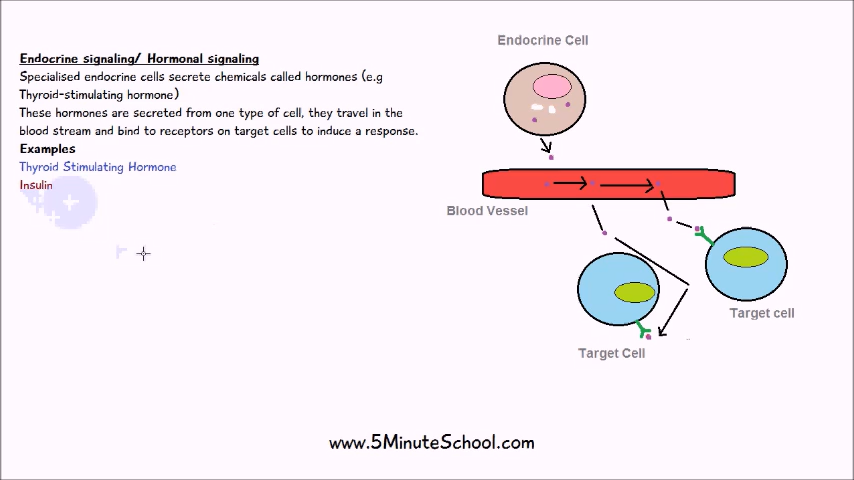 Endocrine signaling/ Hormonal signaling
Specialised endocrine cells secrete chemicals called hormones (e.g
Thyroid-stimulating hormone)
These hormones are secreted from one type of cell, they travel in the
blood stream and bind to receptors on target cells to induce a response.
Examples
Thyroid Stimulating Hormone
Insulin
Endocrine Cell
Blood Vessel
Target cell
Target Cell
www.5MinuteSchool.com